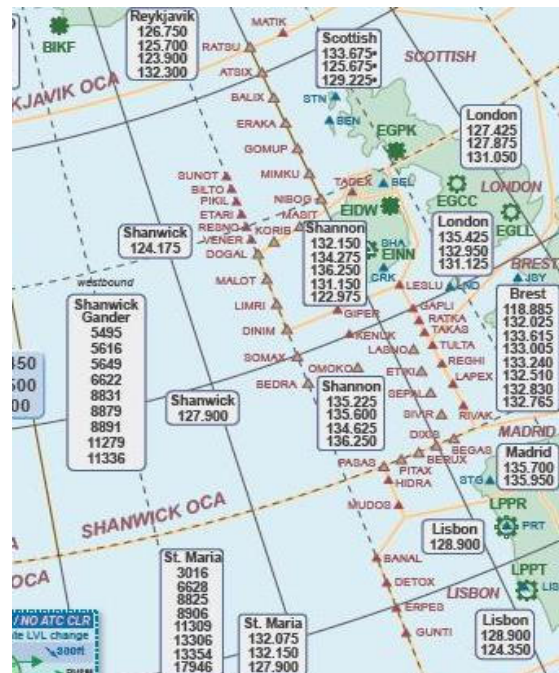 BIKF
Reykjavik
126.750
125.700
123.900
132.300
MATIK
RATSU
ATSIX
BALIX
ERAKA
GOMUP
MIMKU
NIBOG
MASIT
KORIB
KJAVIK OCA
Scottish
133.675•
125.675•
129.225•
SCOTTISH
STN
BEN
EGPK
London
127.425
127.875
131.050
TADEX
BEL
LONDON
EGCC
EGLL
EIDW
SUNOT
BILTO
PIKIL
ETARI
RESNO
VENER
DOGAL
MALOT
LIMRI
DINIM
SOMAX
BEDRA
Shanwick
124.175
Shannon
132.150
134.275
136.250
131.150
122.975
SHA
EINN
CRK
London
135.425
132.950
131.125
BREST
JSY
LND
LESLU
GAPLI
RATKA
TAKAS
TULTA
REGHI
LAPEX
RIVAK
GIPER
KENUK
LASNO
OMOKO
ETIKI
SEPAL
SIVIR
DIXIS
BEGAS
BERUX
PITAX
PASAS
HIDRA
MUDOS
BANAL
DETOX
ERPES
GUNTI
Brest
118.885
132.025
133.615
133.005
133.240
132.510
132.830
132.765
westbound
Shanwick
Gander
5495
5616
5649
6622
8831
8879
8891
11279
11336
450
500
00
Shanwick
127.900
Shannon
135.225
135.600
134.625
136.250
MADRID
Madrid
135.700
135.950
STG
LPPR
PRT
SHANWICK OCA
A
OCA
Lisbon
128.900
LISBON
LPPT
LIS
Lisbon
128.900
124.350
St. Maria
3016
6628
8825
8906
11309
13306
13354
17946
St. Maria
132.075
132.150
127.900
/ NO ATC CLR
ate LVL change
300ft